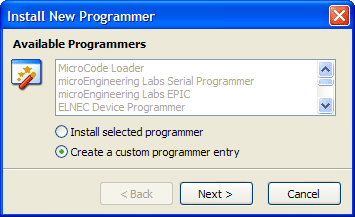 Install New Programmer
Available Programmers
MicroCode Loader
microEngineering Labs Serial Programmer
microEngineering Labs EPIC
ELNEC Device Programmer
Install selected programmer
Create a custom programmer entry
< Back Next > Cancel